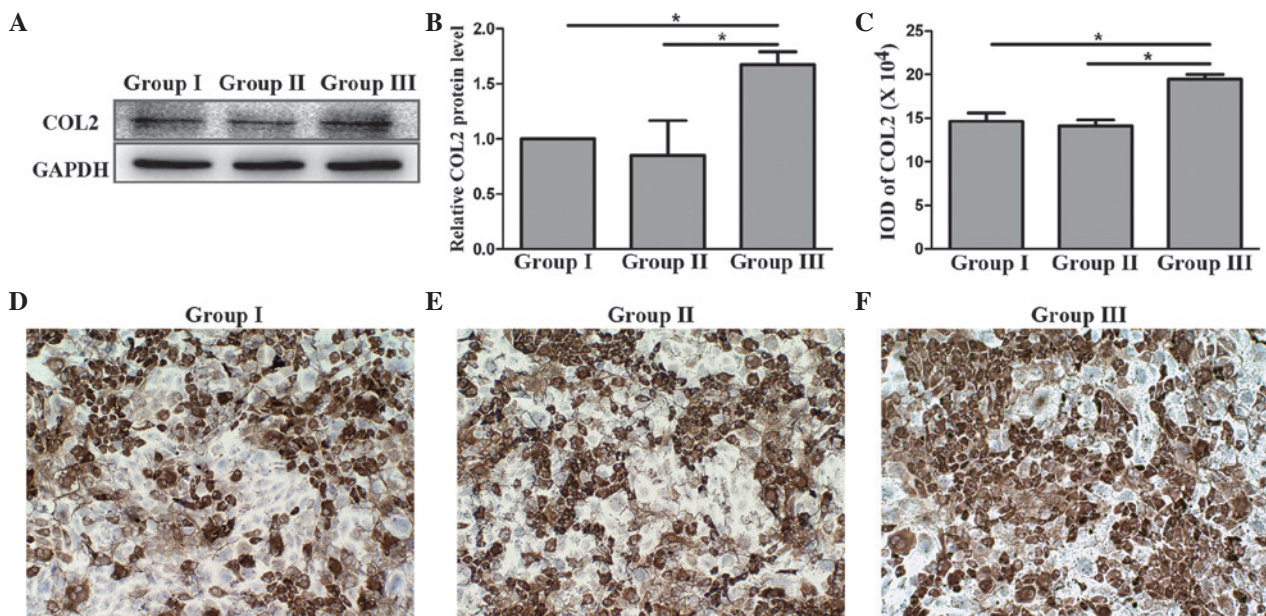 A
Group I Group II Group III
COL2
GAPDH
B
Relative COL2 protein level
2.0
1.5
1.0
0.5
0.0
* 
*
Group I Group II Group III
C
IOD of COL2 (X 10⁴)
25
20
15
10
5
0
*
*
Group I Group II Group III
D
Group I
E
Group II
F
Group III